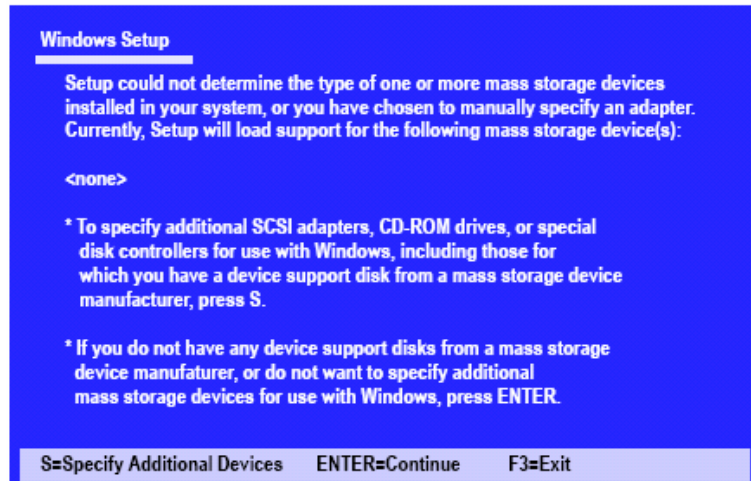 Windows Setup
Setup could not determine the type of one or more mass storage devices
installed in your system, or you have chosen to manually specify an adapter.
Currently, Setup will load support for the following mass storage device(s):
<none>
* To specify additional SCSI adapters, CD-ROM drives, or special
disk controllers for use with Windows, including those for
which you have a device support disk from a mass storage device
manufacturer, press S.
* If you do not have any device support disks from a mass storage
device manufaturer, or do not want to specify additional
mass storage devices for use with Windows, press ENTER.
S=Specify Additional Devices ENTER=Continue F3=Exit